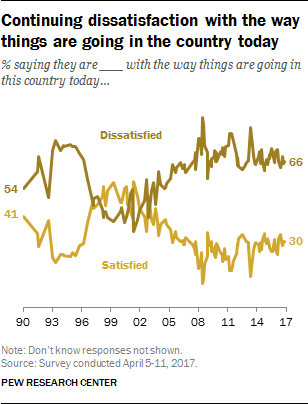 Continuing dissatisfaction with the way
things are going in the country today
% saying they are ___ with the way things are going in
this country today…
Dissatisfied
66
54
41
30
Satisfied
90 93 96 99 02 05 08 11 14 17
Note: Don't know responses not shown.
Source: Survey conducted April 5-11, 2017.
PEW RESEARCH CENTER